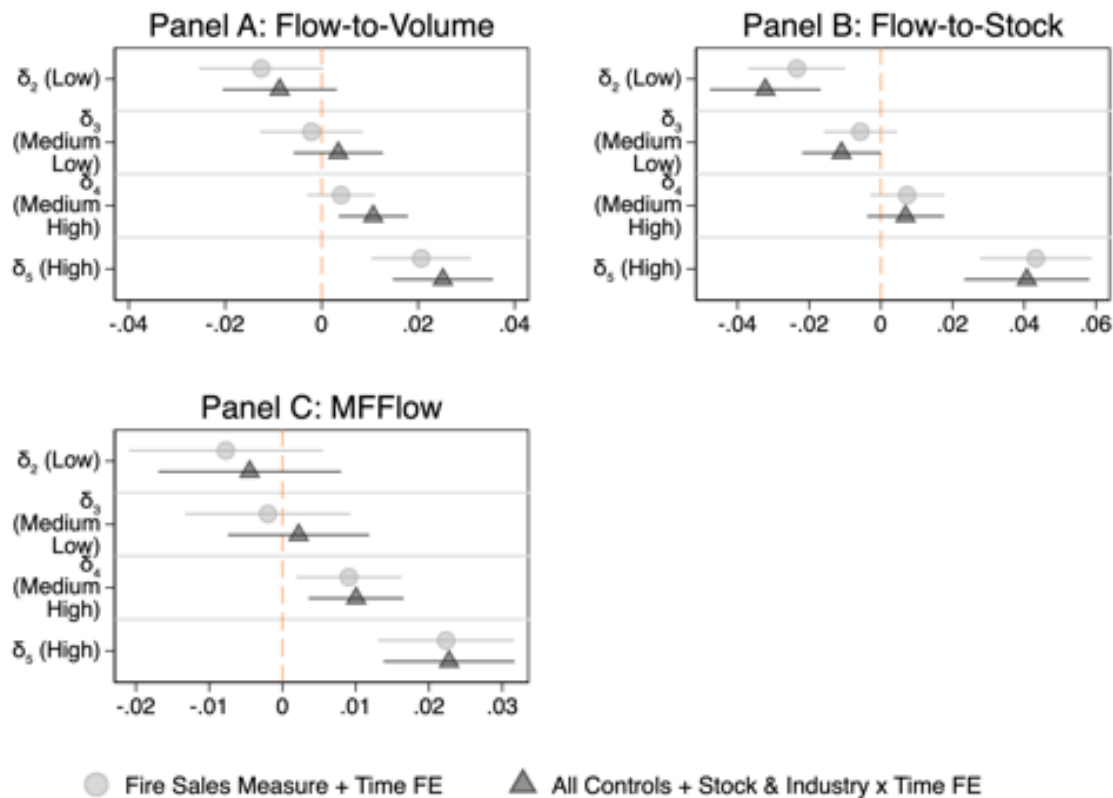 Panel A: Flow-to-Volume
δ₂ (Low)
δ₃
(Medium
Low)
δ₄
(Medium
High)
δ₅ (High)
-.04 -.02 0 .02 .04
Panel B: Flow-to-Stock
δ₂ (Low)
δ₃
(Medium
Low)
δ₄
(Medium
High)
δ₅ (High)
-.04 -.02 0 .02 .04 .06
Panel C: MFFlow
δ₂ (Low)
δ₃
(Medium
Low)
δ₄
(Medium
High)
δ₅ (High)
-.02 -.01 0 .01 .02 .03
Fire Sales Measure + Time FE All Controls + Stock & Industry x Time FE